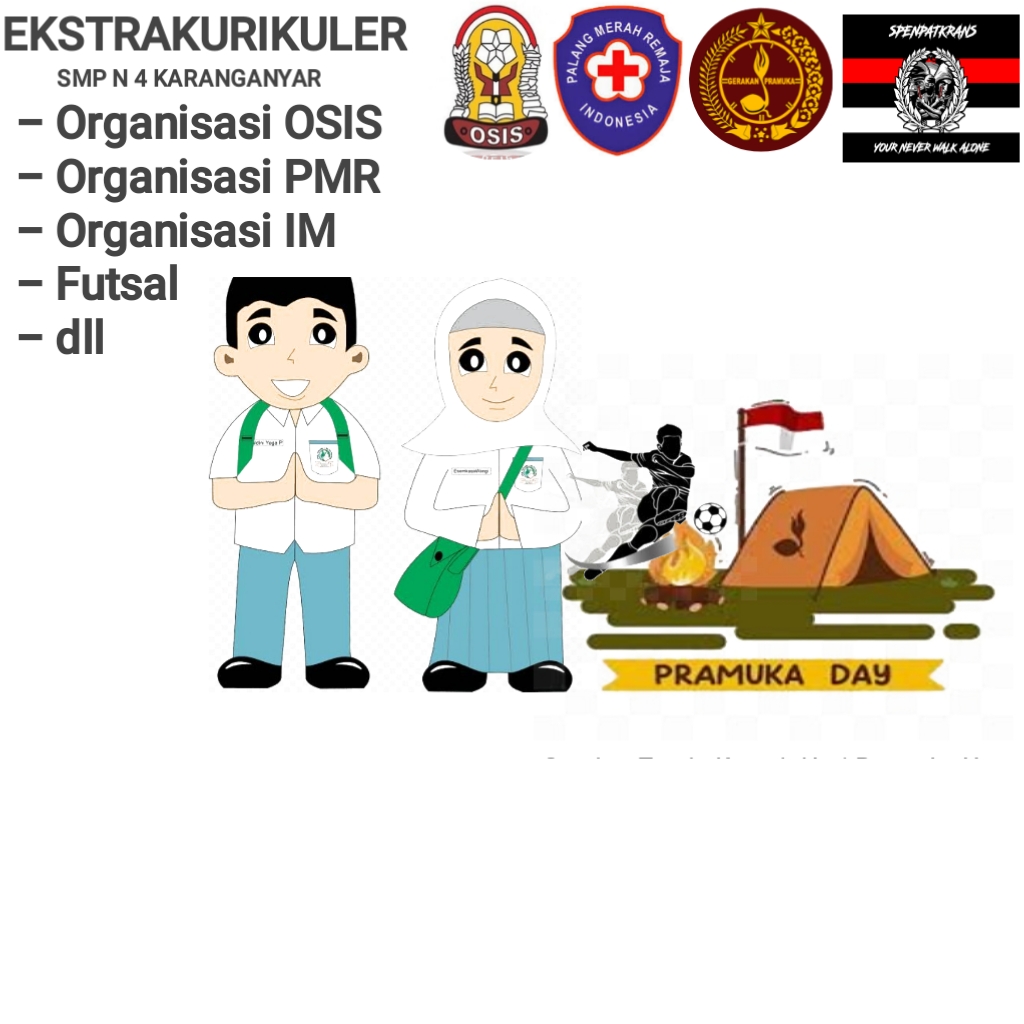 EKSTRAKURIKULER
SMP N 4 KARANGANYAR
– Organisasi OSIS
– Organisasi PMR
– Organisasi IM
– Futsal
– dll
OSIS
PALANG MERAH REMAJA
INDONESIA
GERAKAN PRAMUKA
SPENPATKRANS
YOUR NEVER WALK ALONE
PRAMUKA DAY